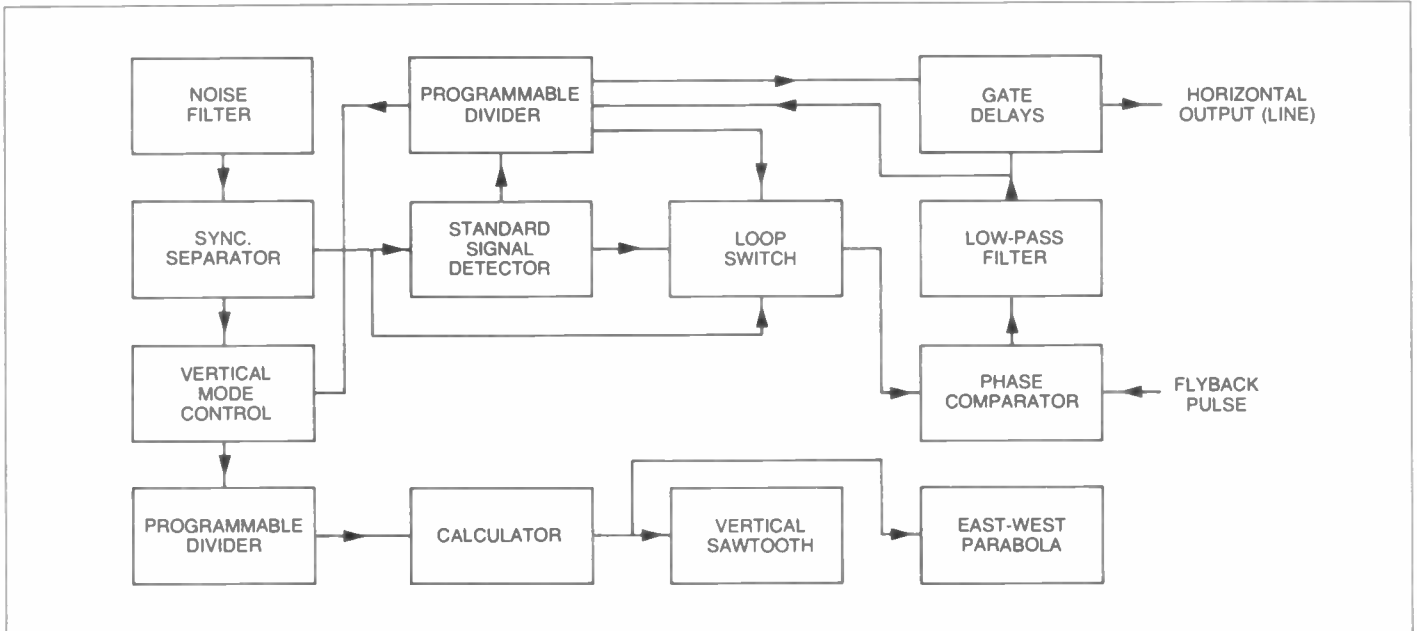 NOISE
FILTER
PROGRAMMABLE
DIVIDER
GATE
DELAYS
HORIZONTAL
OUTPUT (LINE)
SYNC.
SEPARATOR
STANDARD
SIGNAL
DETECTOR
LOOP
SWITCH
LOW-PASS
FILTER
VERTICAL
MODE
CONTROL
PHASE
COMPARATOR
FLYBACK
PULSE
PROGRAMMABLE
DIVIDER
CALCULATOR
VERTICAL
SAWTOOTH
EAST-WEST
PARABOLA